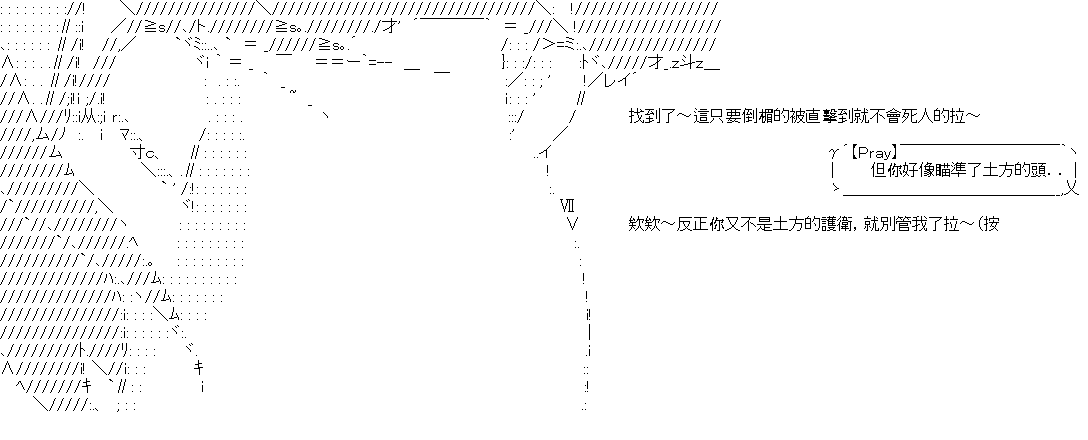 找到了～這只要倒楣的被直擊到就不會死人的拉～
【Pray】
但你好像瞄準了土方的頭．．
欸欸～反正你又不是土方的護衛，就別管我了拉～（按